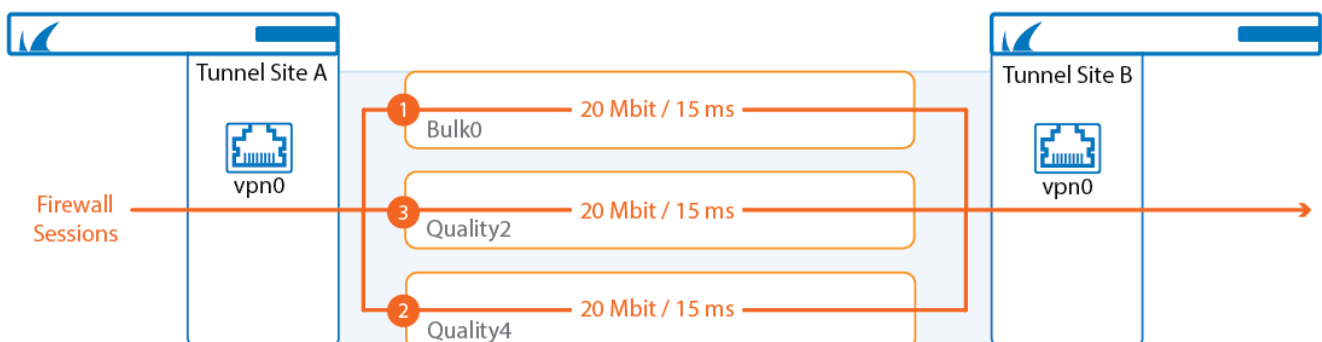 Tunnel Site A
Tunnel Site B
1
20 Mbit / 15 ms
Bulk0
vpn0
vpn0
Firewall
Sessions
3
20 Mbit / 15 ms
Quality2
2
20 Mbit / 15 ms
Quality4